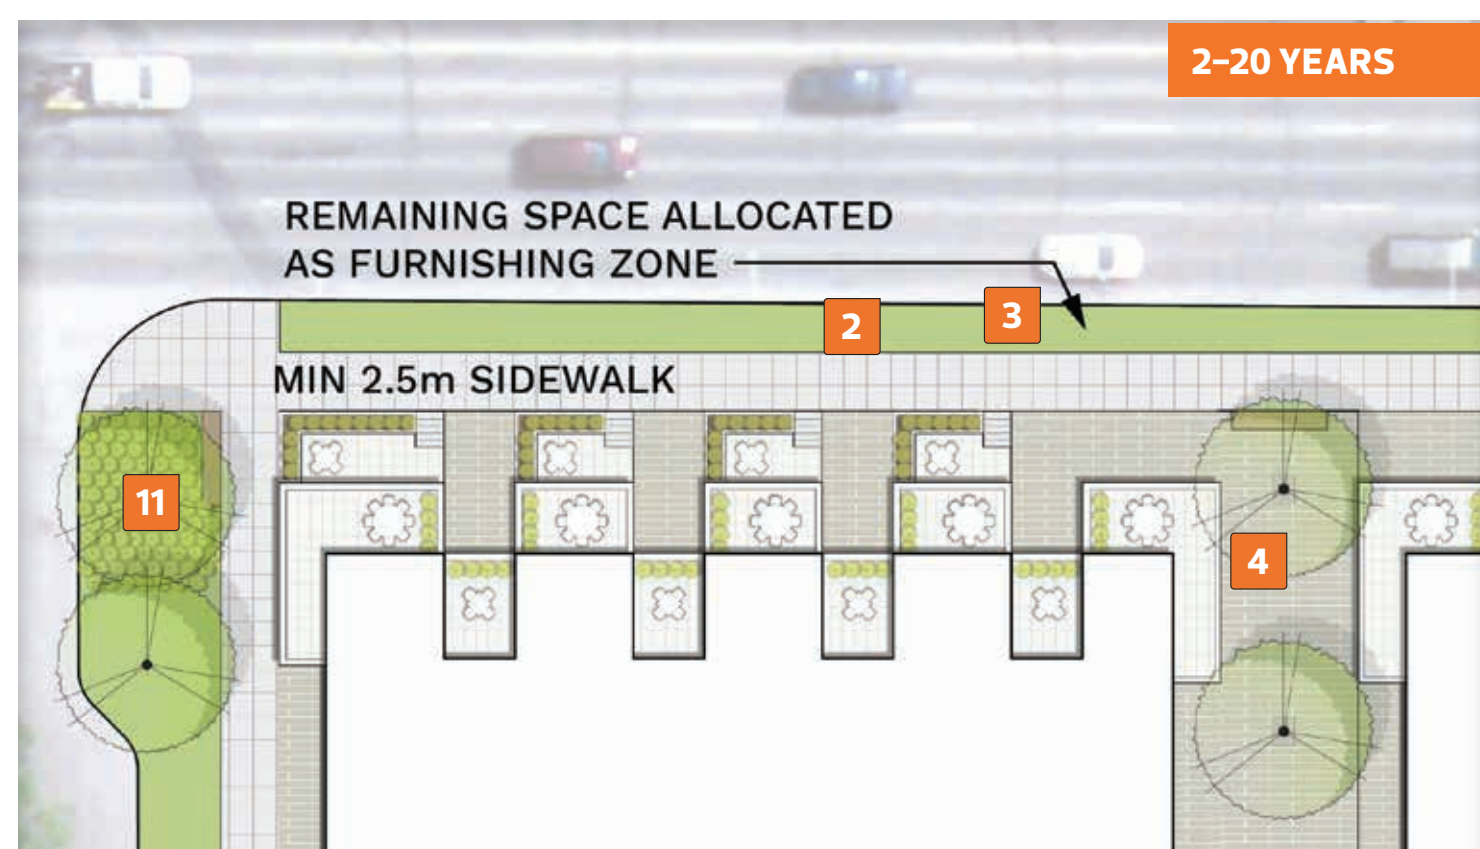 2–20 YEARS
REMAINING SPACE ALLOCATED
AS FURNISHING ZONE
3
2
MIN 2.5m SIDEWALK
11
4